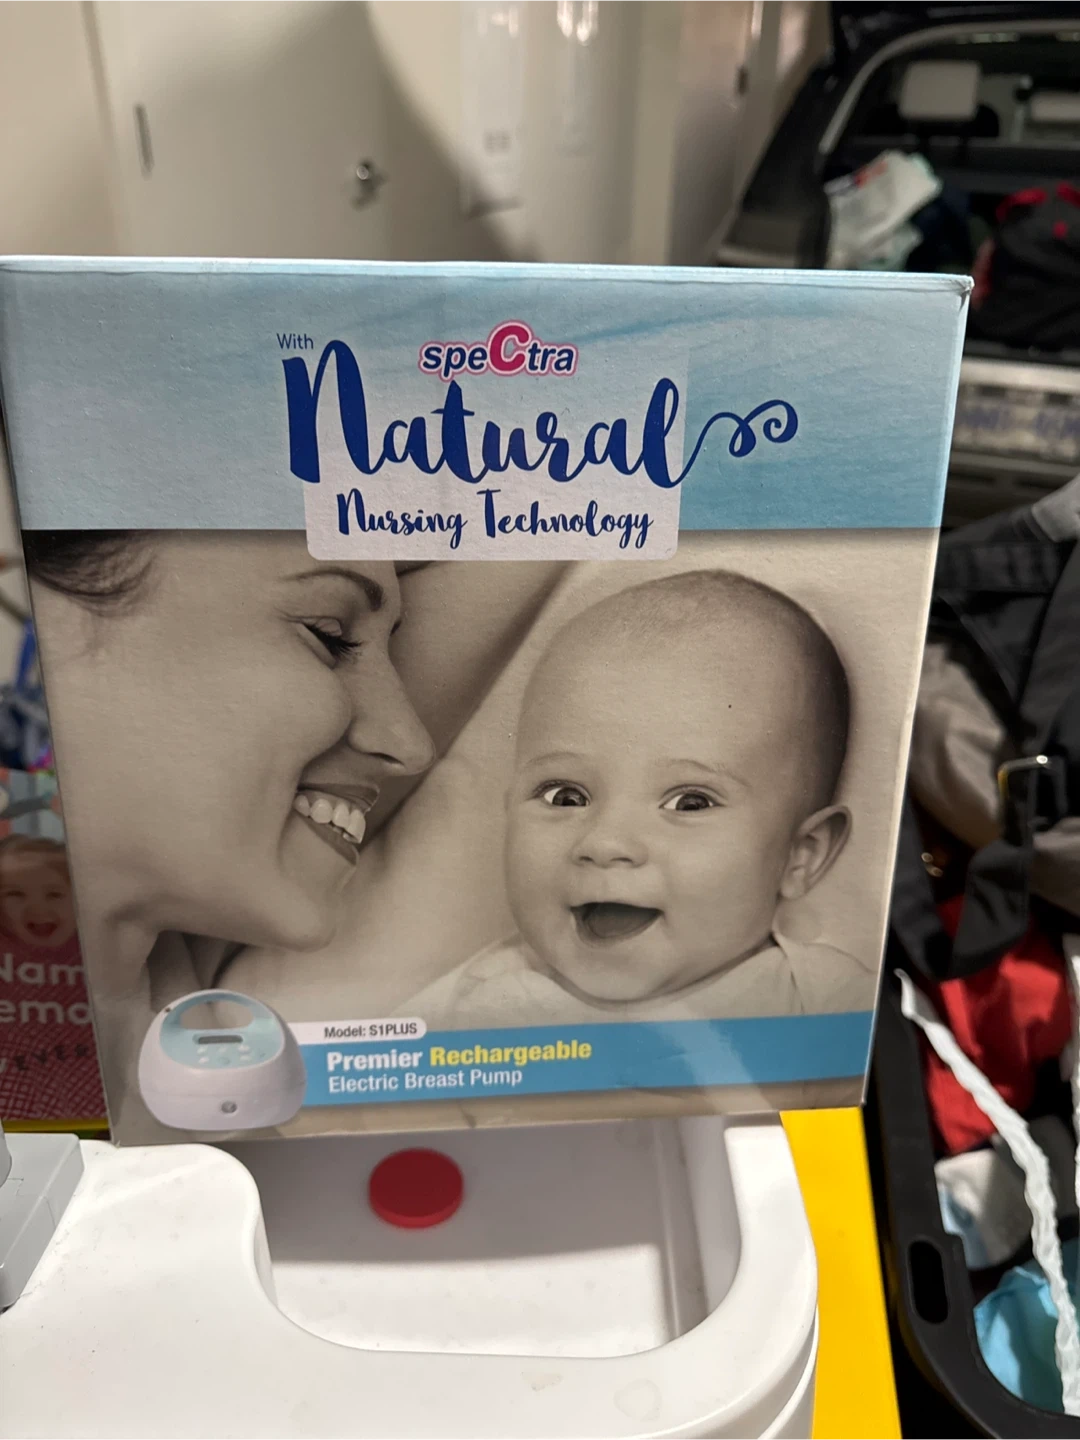 With
speCtra
Natural
Nursing Technology
Model: S1PLUS
Premier Rechargeable
Electric Breast Pump